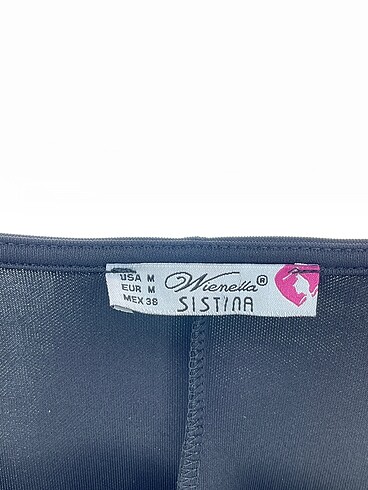 USA M
EUR M
MEX 38
Wienella®
SISTINA